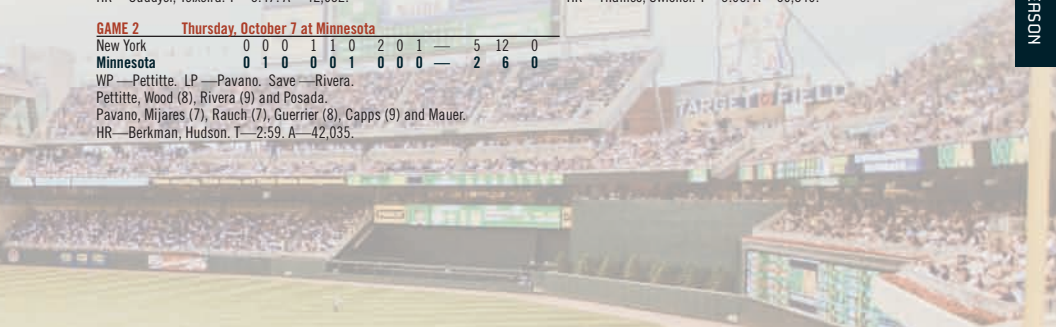 GAME 2 Thursday, October 7 at Minnesota
New York 0 0 0 1 1 0 2 0 1 — 5 12 0
Minnesota 0 1 0 0 0 1 0 0 0 — 2 6 0
WP —Pettitte. LP —Pavano. Save —Rivera.
Pettitte, Wood (8), Rivera (9) and Posada.
Pavano, Mijares (7), Rauch (7), Guerrier (8), Capps (9) and Mauer.
HR—Berkman, Hudson. T—2:59. A—42,035.
TARGET FIELD